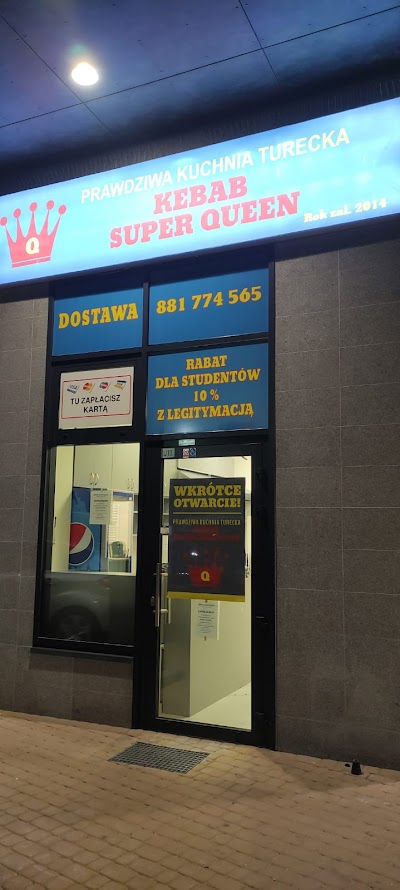 PRAWDZIWA KUCHNIA TURECKA
KEBAB
SUPER QUEEN
Rok zał. 2014
Q
DOSTAWA
881 774 565
TU ZAPŁACISZ
KARTĄ
RABAT
DLA STUDENTÓW
10 %
Z LEGITYMACJĄ
WKRÓTCE
OTWARCIE!
PRAWDZIWA KUCHNIA TURECKA
Q